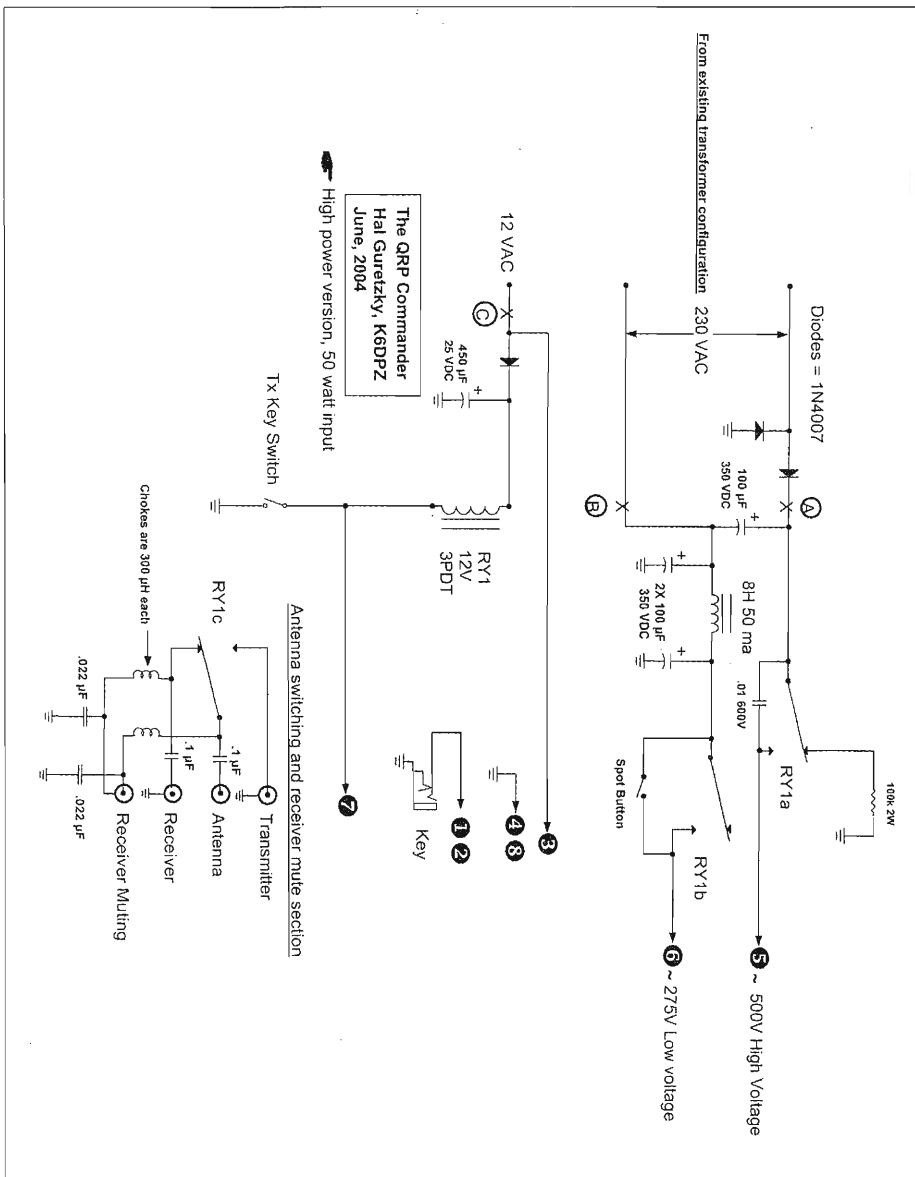 From existing transformer configuration
Diodes = 1N4007
230 VAC
A
B
+
100 µF
350 VDC
8H 50 ma
+
+
2X 100 µF
350 VDC
.01 600V
RY1a
100k 2W
Spot Button
RY1b
5 ~ 500V High Voltage
6 ~ 275V Low voltage
12 VAC
C
+
450 µF
25 VDC
RY1
12V
3PDT
3
4 8
1 2
Key
7
The QRP Commander
Hal Guretzky, K6DPZ
June, 2004
High power version, 50 watt input
Tx Key Switch
Antenna switching and receiver mute section
RY1c
Chokes are 300 µH each
Transmitter
Antenna
Receiver
Receiver Muting
.1 µF
.1 µF
.022 µF
.022 µF